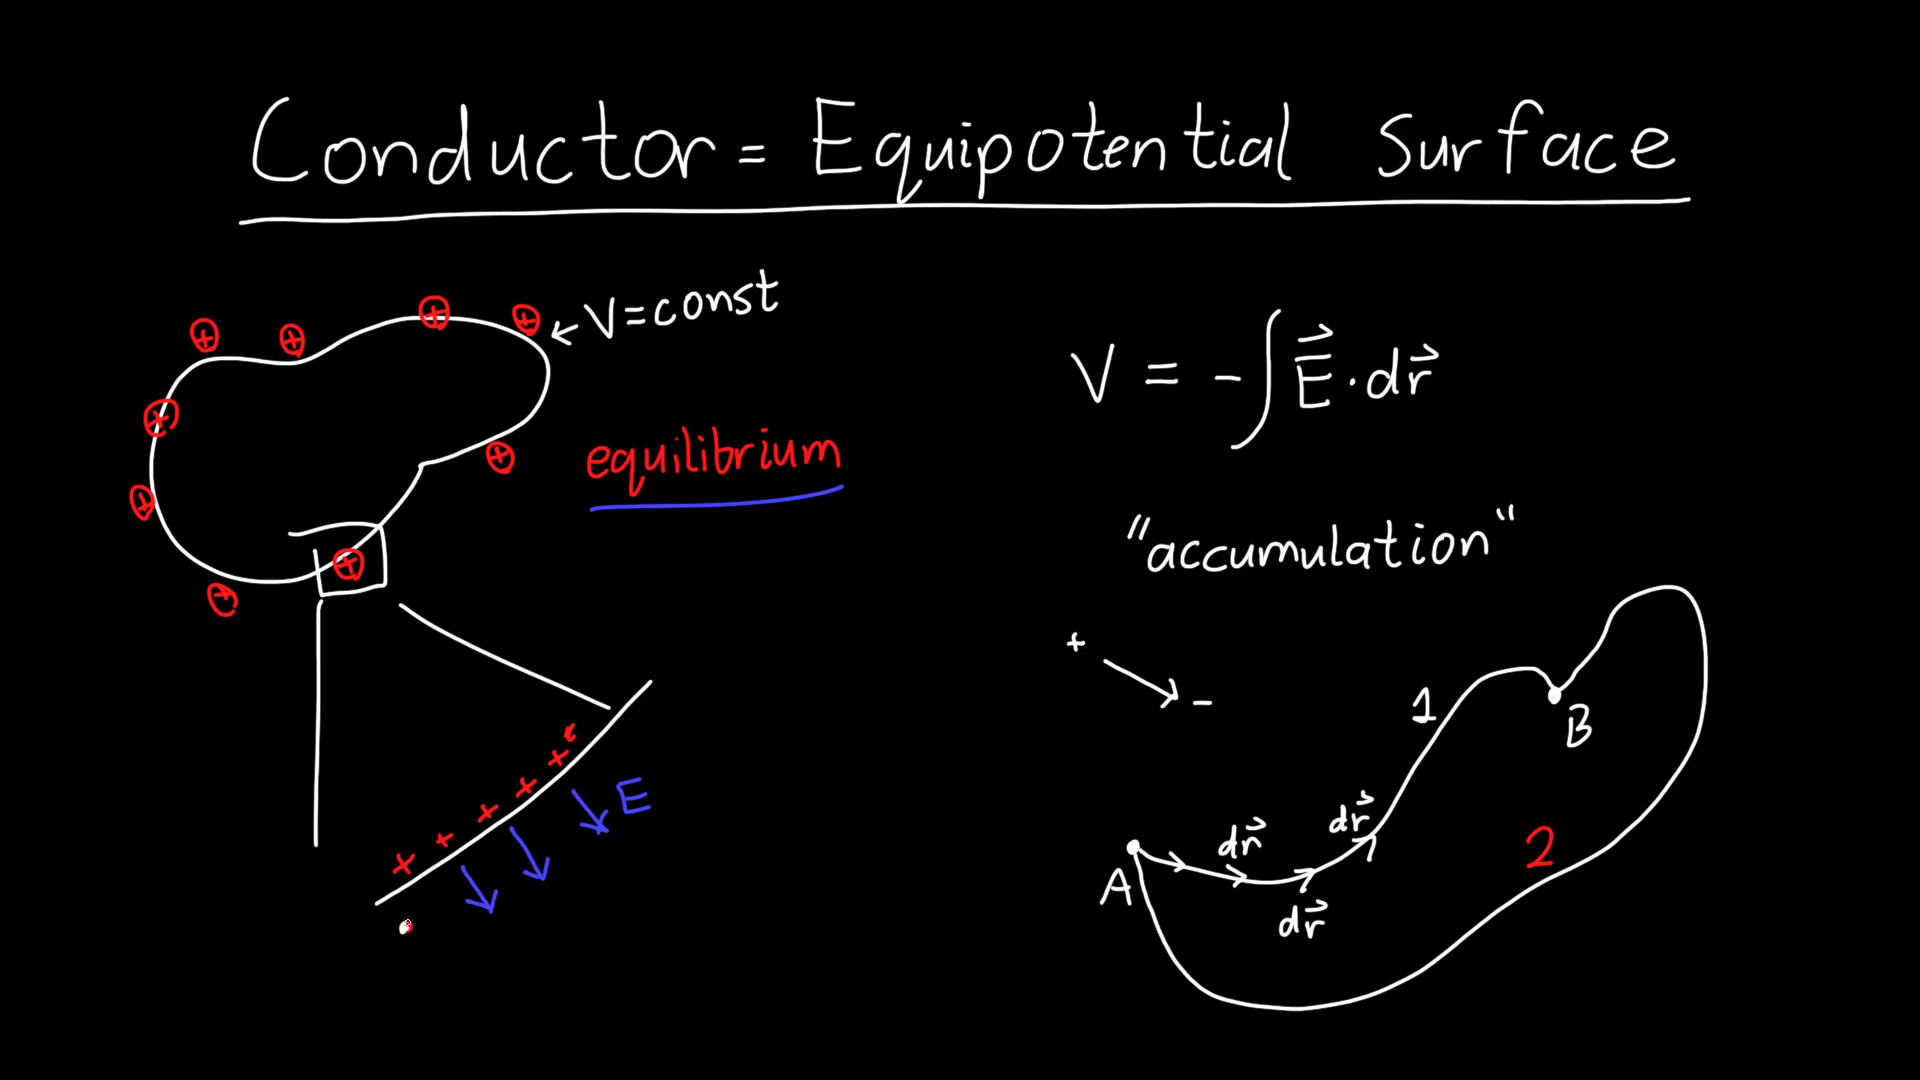 Conductor = Equipotential Surface
← V = const
equilibrium
E
V = -∫E⃗·dr⃗
"accumulation"
+ → -
1
B
dr⃗
dr⃗
2
A
dr⃗